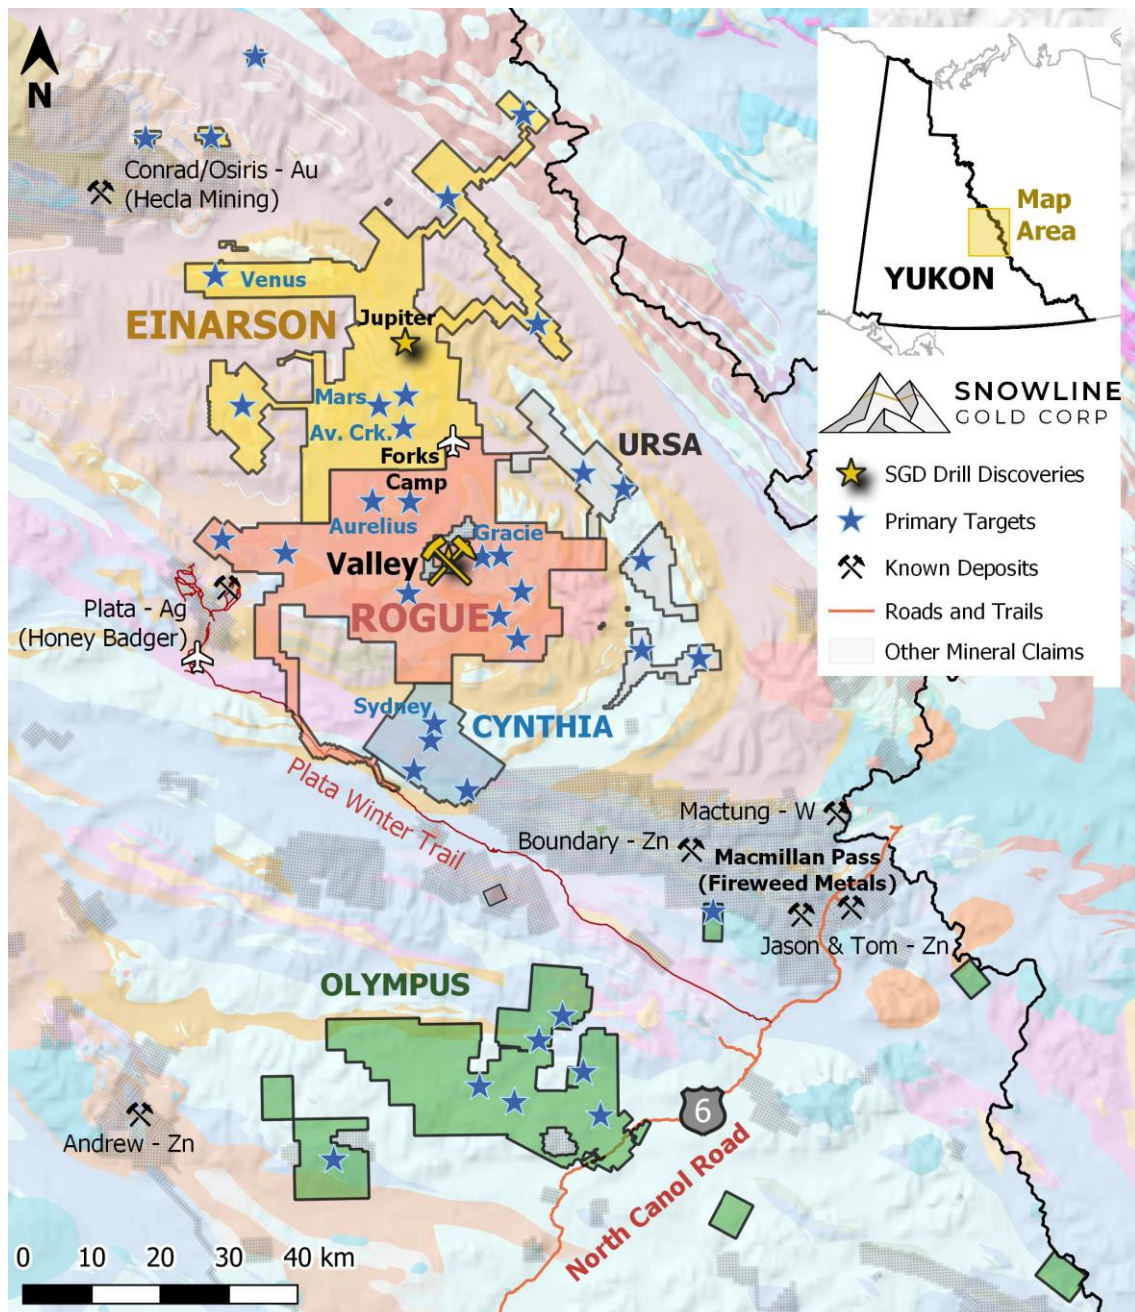 N
Conrad/Osiris - Au
(Hecla Mining)
Venus
EINARSON
Jupiter
Mars
Av. Crk.
Forks
Camp
URSA
Aurelius
Gracie
Valley
ROGUE
Plata - Ag
(Honey Badger)
Sydney
CYNTHIA
Plata Winter Trail
Mactung - W
Boundary - Zn
Macmillan Pass
(Fireweed Metals)
Jason & Tom - Zn
OLYMPUS
Andrew - Zn
6
North Canol Road
0 10 20 30 40 km
Map
Area
YUKON
SNOWLINE
GOLD CORP
SGD Drill Discoveries
Primary Targets
Known Deposits
Roads and Trails
Other Mineral Claims